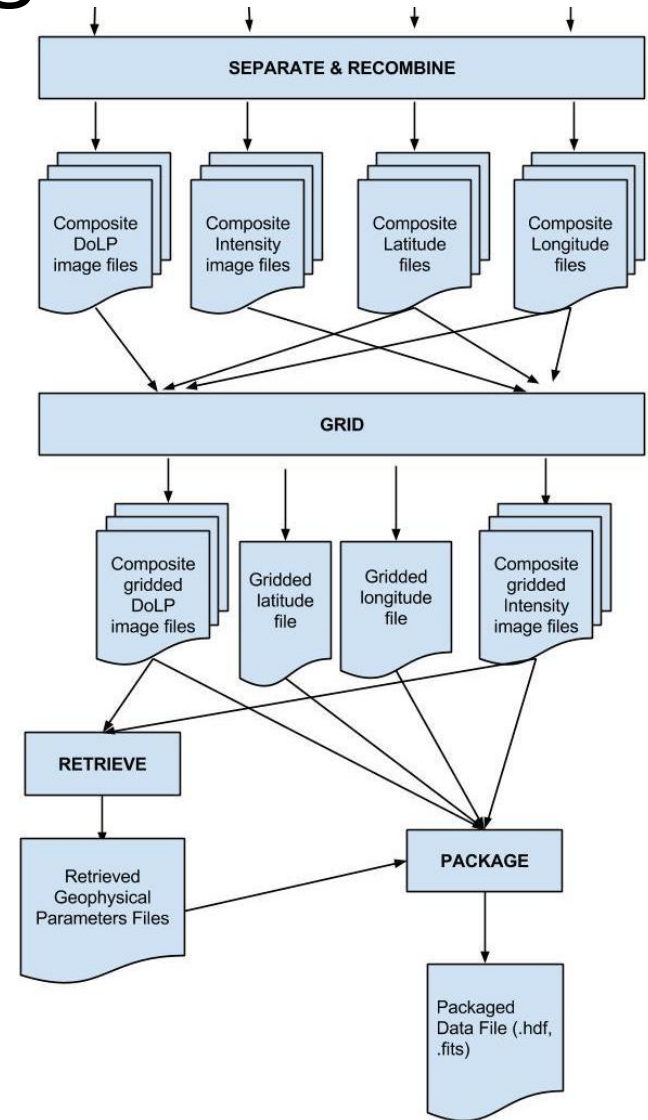 SEPARATE & RECOMBINE
Composite
DoLP
image files
Composite
Intensity
image files
Composite
Latitude
files
Composite
Longitude
files
GRID
Composite
gridded
DoLP
image files
Gridded
latitude
file
Gridded
longitude
file
Composite
gridded
Intensity
image files
RETRIEVE
Retrieved
Geophysical
Parameters Files
PACKAGE
Packaged
Data File (.hdf,
.fits)